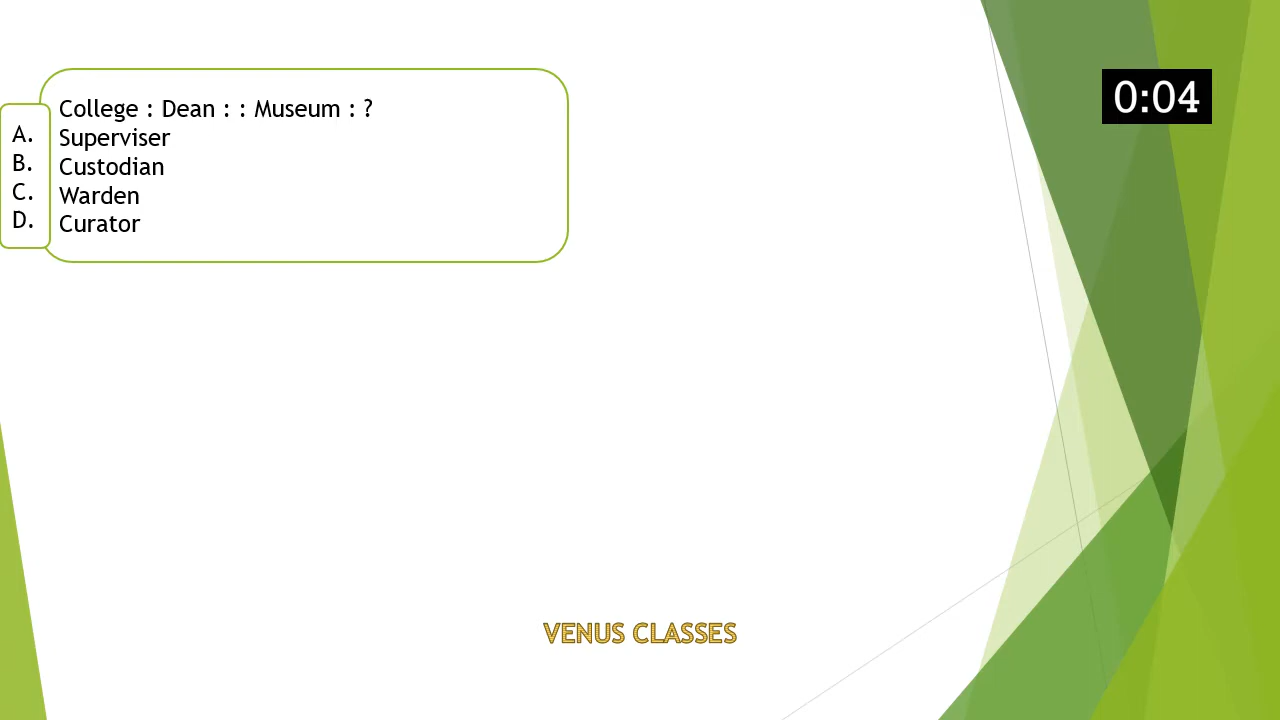 College : Dean : : Museum : ?
A. Superviser
B. Custodian
C. Warden
D. Curator
0:04
VENUS CLASSES